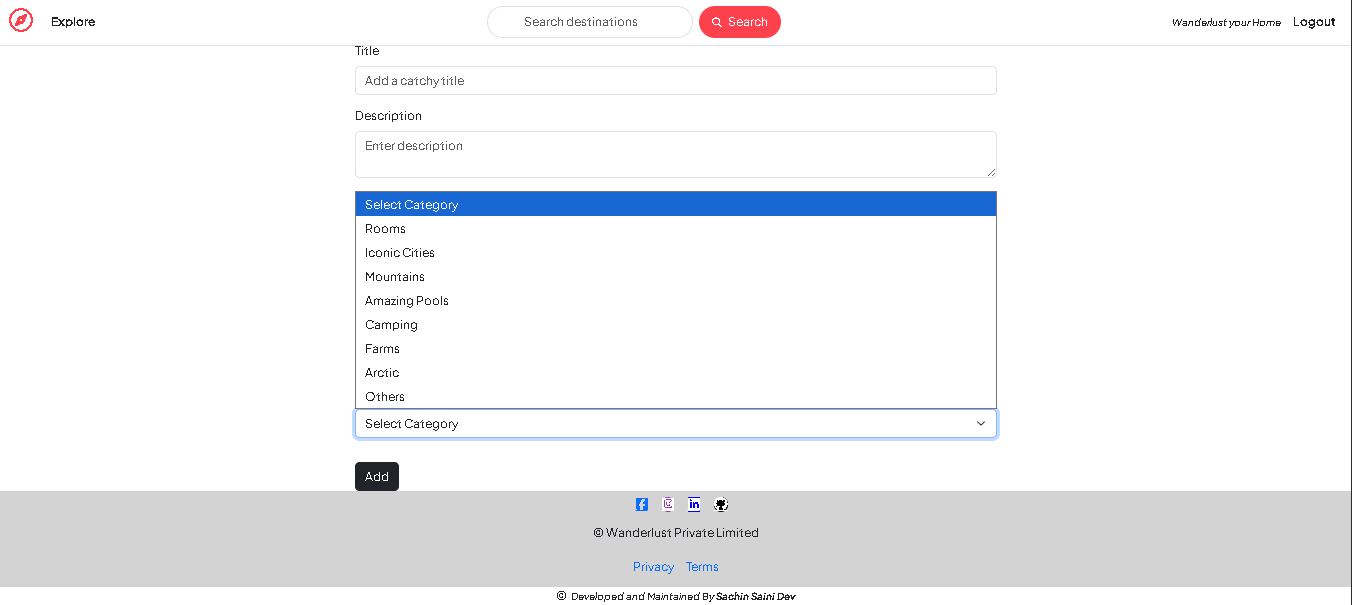 Explore
Search destinations
Search
Wanderlust your Home
Logout
Title
Add a catchy title
Description
Enter description
Select Category
Rooms
Iconic Cities
Mountains
Amazing Pools
Camping
Farms
Arctic
Others
Select Category
Add
© Wanderlust Private Limited
Privacy Terms
© Developed and Maintained By Sachin Saini Dev